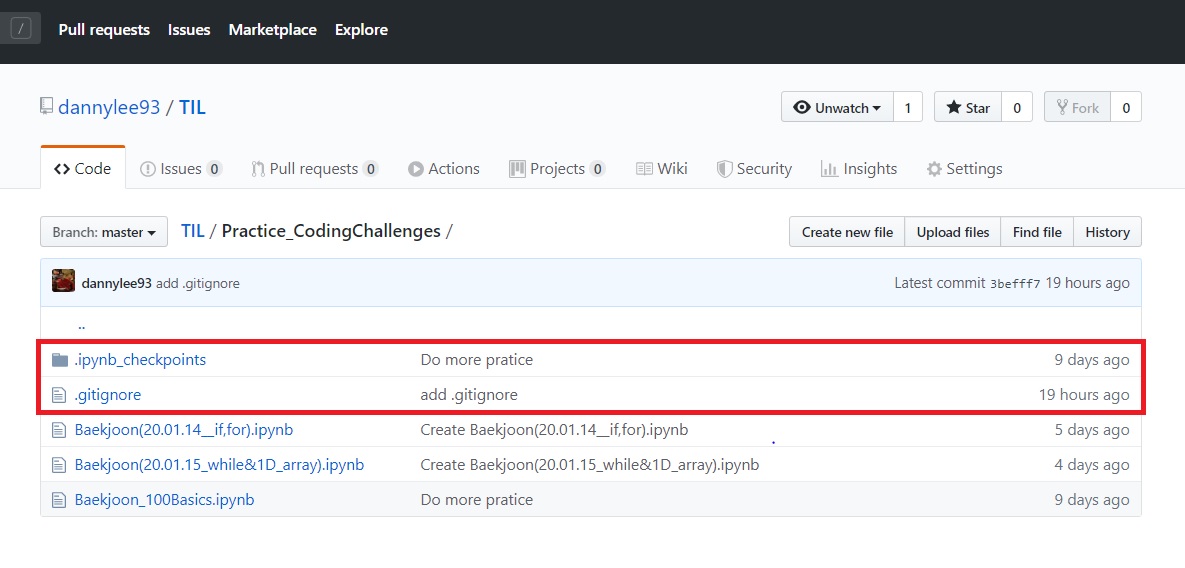 / Pull requests Issues Marketplace Explore
dannylee93 / TIL Unwatch 1 Star 0 Fork 0
Code Issues 0 Pull requests 0 Actions Projects 0 Wiki Security Insights Settings
Branch: master TIL / Practice_CodingChallenges / Create new file Upload files Find file History
dannylee93 add .gitignore Latest commit 3befff7 19 hours ago
..
.ipynb_checkpoints Do more pratice 9 days ago
.gitignore add .gitignore 19 hours ago
Baekjoon(20.01.14__if,for).ipynb Create Baekjoon(20.01.14__if,for).ipynb 5 days ago
Baekjoon(20.01.15_while&1D_array).ipynb Create Baekjoon(20.01.15_while&1D_array).ipynb 4 days ago
Baekjoon_100Basics.ipynb Do more pratice 9 days ago